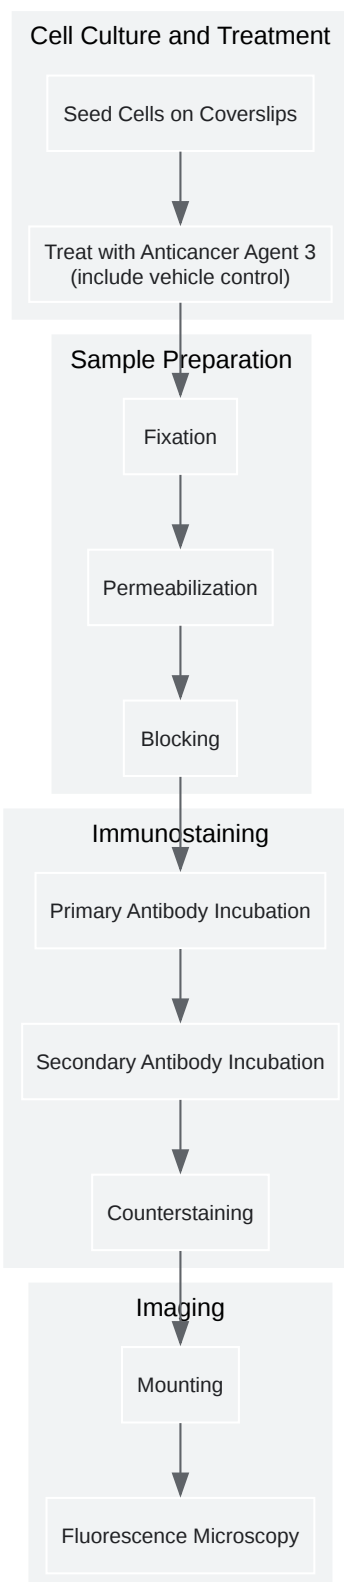 Cell Culture and Treatment
Seed Cells on Coverslips
Treat with Anticancer Agent 3
(include vehicle control)
Sample Preparation
Fixation
Permeabilization
Blocking
Immunostaining
Primary Antibody Incubation
Secondary Antibody Incubation
Counterstaining
Imaging
Mounting
Fluorescence Microscopy